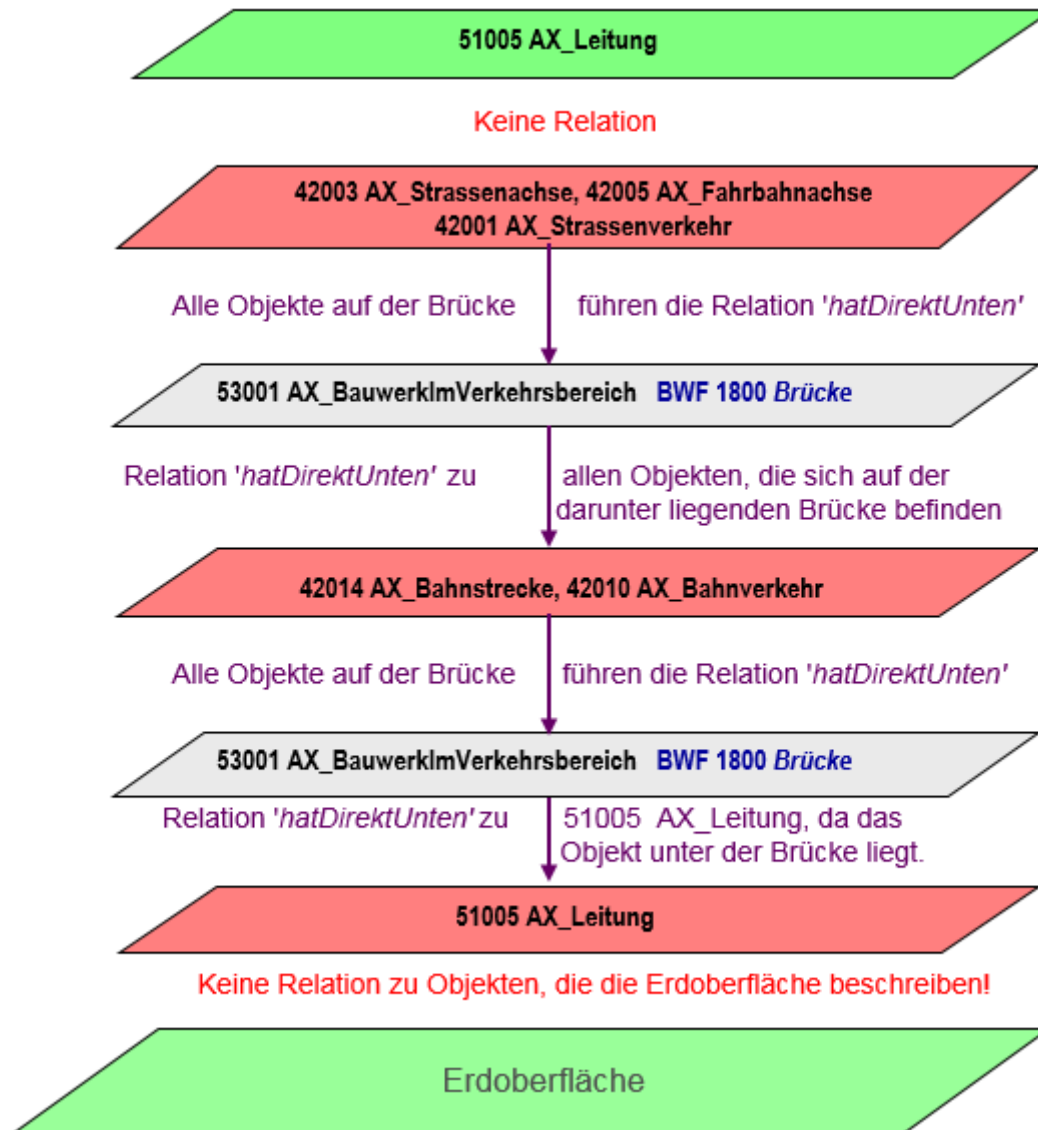 51005 AX_Leitung
Keine Relation
42003 AX_Strassenachse, 42005 AX_Fahrbahnachse
42001 AX_Strassenverkehr
Alle Objekte auf der Brücke führen die Relation 'hatDirektUnten'
53001 AX_BauwerkImVerkehrsbereich BWF 1800 Brücke
Relation 'hatDirektUnten' zu allen Objekten, die sich auf der
darunter liegenden Brücke befinden
42014 AX_Bahnstrecke, 42010 AX_Bahnverkehr
Alle Objekte auf der Brücke führen die Relation 'hatDirektUnten'
53001 AX_BauwerkImVerkehrsbereich BWF 1800 Brücke
Relation 'hatDirektUnten' zu 51005 AX_Leitung, da das
Objekt unter der Brücke liegt.
51005 AX_Leitung
Keine Relation zu Objekten, die die Erdoberfläche beschreiben!
Erdoberfläche